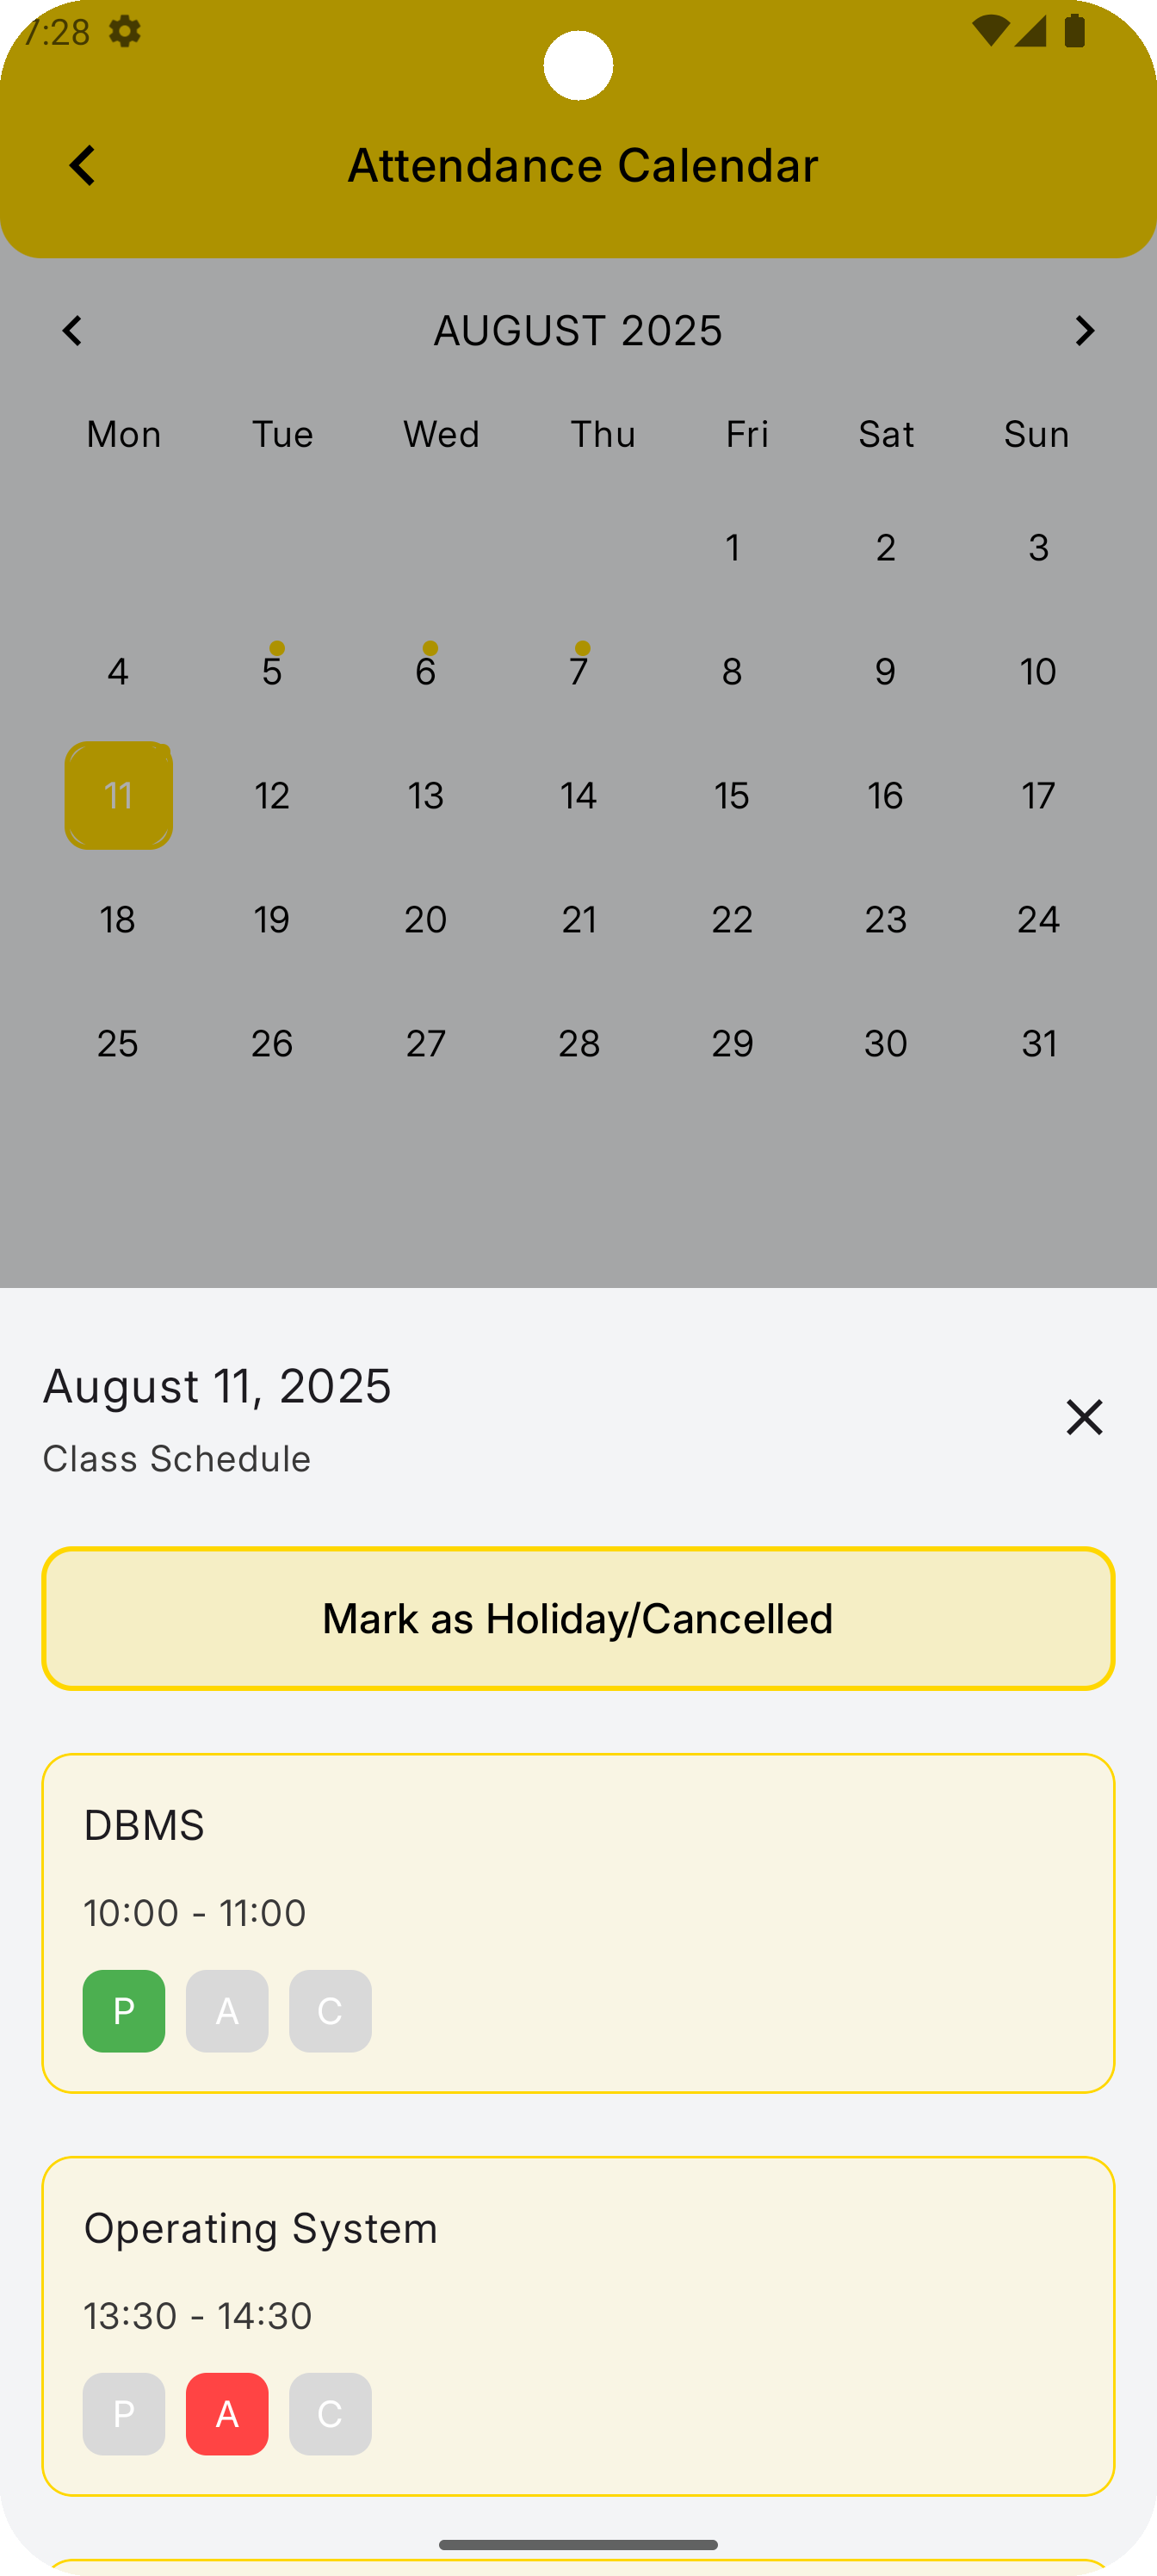 7:28
Attendance Calendar
AUGUST 2025
Mon Tue Wed Thu Fri Sat Sun
1 2 3
4 5 6 7 8 9 10
11 12 13 14 15 16 17
18 19 20 21 22 23 24
25 26 27 28 29 30 31
August 11, 2025
Class Schedule
Mark as Holiday/Cancelled
DBMS
10:00 - 11:00
P A C
Operating System
13:30 - 14:30
P A C